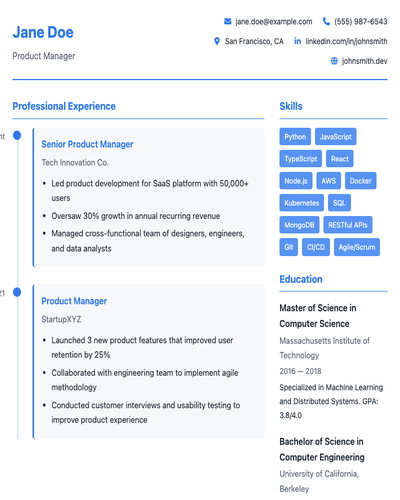 Jane Doe
Product Manager
jane.doe@example.com (555) 987-6543
San Francisco, CA linkedin.com/in/johnsmith
johnsmith.dev
Professional Experience
Senior Product Manager
Tech Innovation Co.
• Led product development for SaaS platform with 50,000+
users
• Oversaw 30% growth in annual recurring revenue
• Managed cross-functional team of designers, engineers,
and data analysts
Product Manager
StartupXYZ
• Launched 3 new product features that improved user
retention by 25%
• Collaborated with engineering team to implement agile
methodology
• Conducted customer interviews and usability testing to
improve product experience
Skills
Python JavaScript
TypeScript React
Node.js AWS Docker
Kubernetes SQL
MongoDB RESTful APIs
Git CI/CD Agile/Scrum
Education
Master of Science in
Computer Science
Massachusetts Institute of
Technology
2016 — 2018
Specialized in Machine Learning
and Distributed Systems. GPA:
3.8/4.0
Bachelor of Science in
Computer Engineering
University of California,
Berkeley